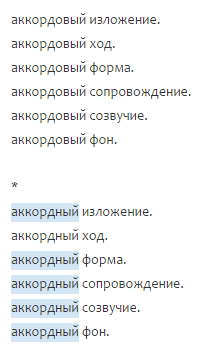 аккордовый изложение.
аккордовый ход.
аккордовый форма.
аккордовый сопровождение.
аккордовый созвучие.
аккордовый фон.
*
аккордный изложение.
аккордный ход.
аккордный форма.
аккордный сопровождение.
аккордный созвучие.
аккордный фон.